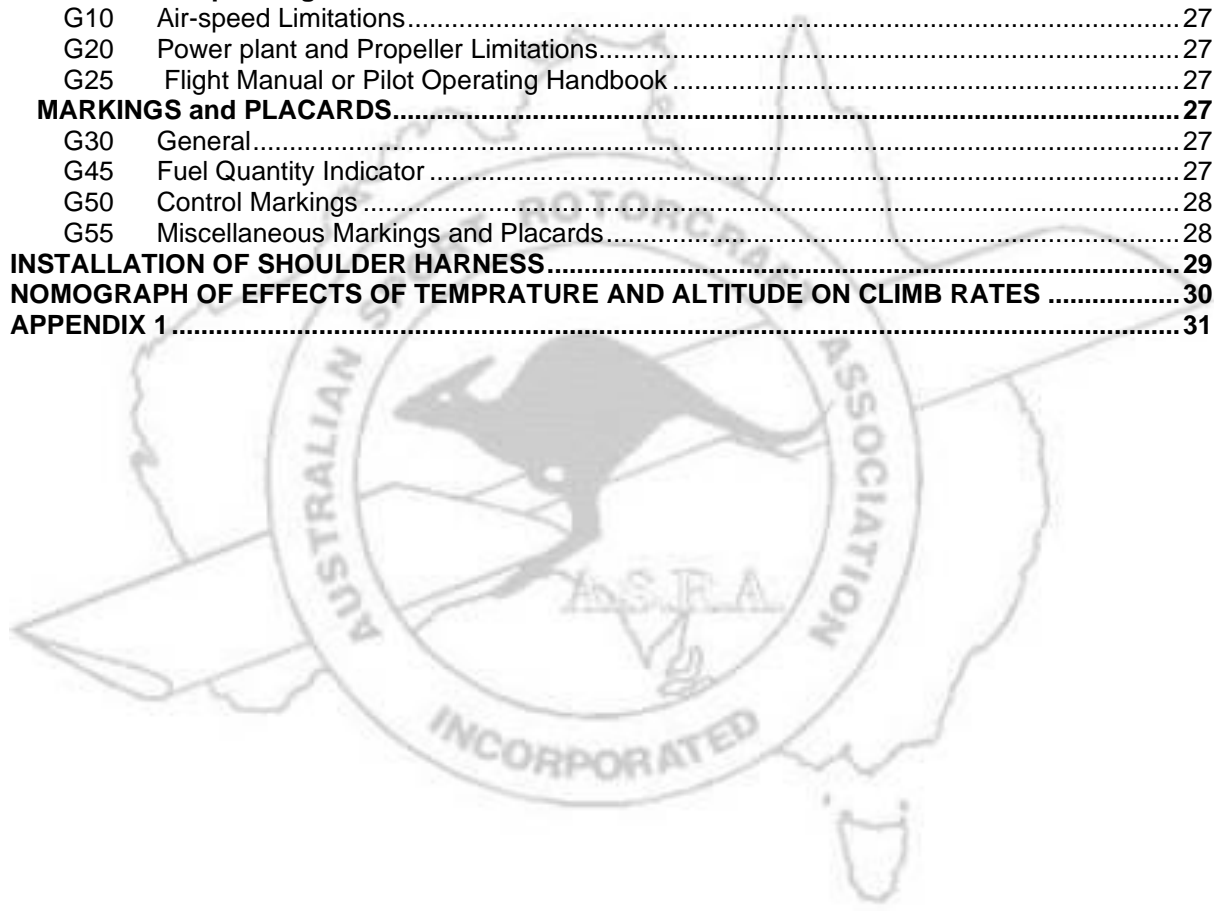 G10 Air-speed Limitations 27
G20 Power plant and Propeller Limitations 27
G25 Flight Manual or Pilot Operating Handbook 27
MARKINGS and PLACARDS 27
G30 General 27
G45 Fuel Quantity Indicator 27
G50 Control Markings 28
G55 Miscellaneous Markings and Placards 28
INSTALLATION OF SHOULDER HARNESS 29
NOMOGRAPH OF EFFECTS OF TEMPRATURE AND ALTITUDE ON CLIMB RATES 30
APPENDIX 1 31
AUSTRALIAN SPORT ROTORCRAFT ASSOCIATION
A.S.R.A.
INCORPORATED